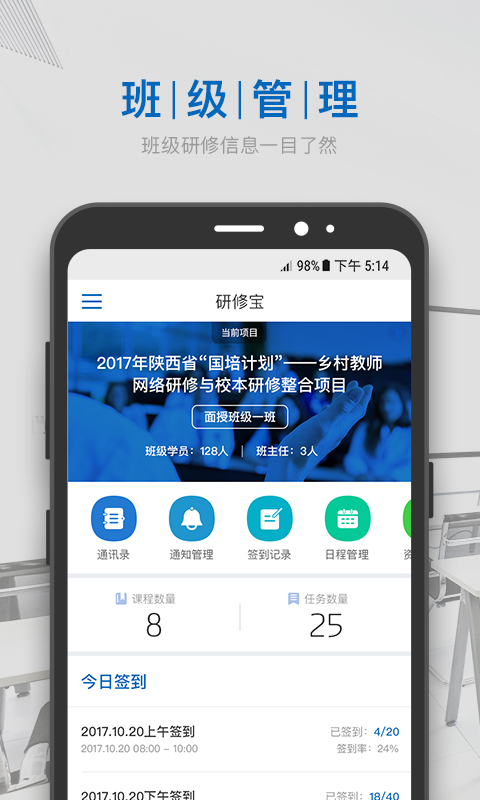 班级管理
班级研修信息一目了然
98% 下午 5:14
研修宝
当前项目
2017年陕西省“国培计划”——乡村教师
网络研修与校本研修整合项目
面授班级一班
班级学员：128人 班主任：3人
通讯录 通知管理 签到记录 日程管理 资
课程数量 任务数量
8 25
今日签到
2017.10.20上午签到 已签到：4/20
2017.10.20 08:00 - 10:00 签到率：24%
2017.10.20下午签到 已签到：18/40